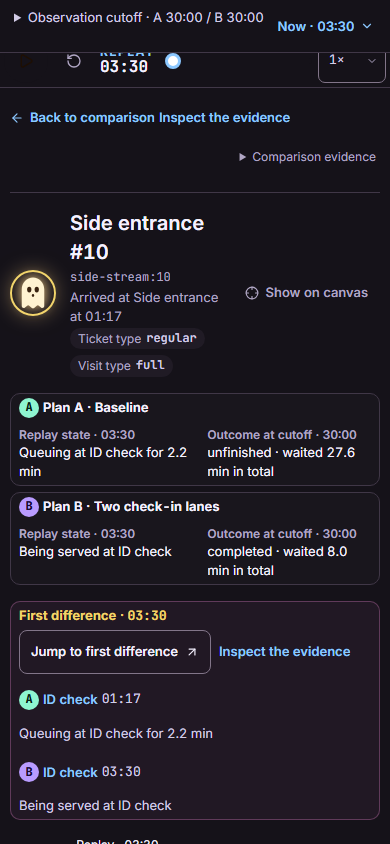 Observation cutoff · A 30:00 / B 30:00
Now · 03:30
REPLAY
03:30
1×
Back to comparison Inspect the evidence
Comparison evidence
Side entrance
#10
side-stream:10
Arrived at Side entrance
at 01:17
Show on canvas
Ticket type regular
Visit type full
A Plan A · Baseline
Replay state · 03:30
Queuing at ID check for 2.2
min
Outcome at cutoff · 30:00
unfinished · waited 27.6
min in total
B Plan B · Two check-in lanes
Replay state · 03:30
Being served at ID check
Outcome at cutoff · 30:00
completed · waited 8.0
min in total
First difference · 03:30
Jump to first difference
Inspect the evidence
A ID check 01:17
Queuing at ID check for 2.2 min
B ID check 03:30
Being served at ID check
Replay · 03:30